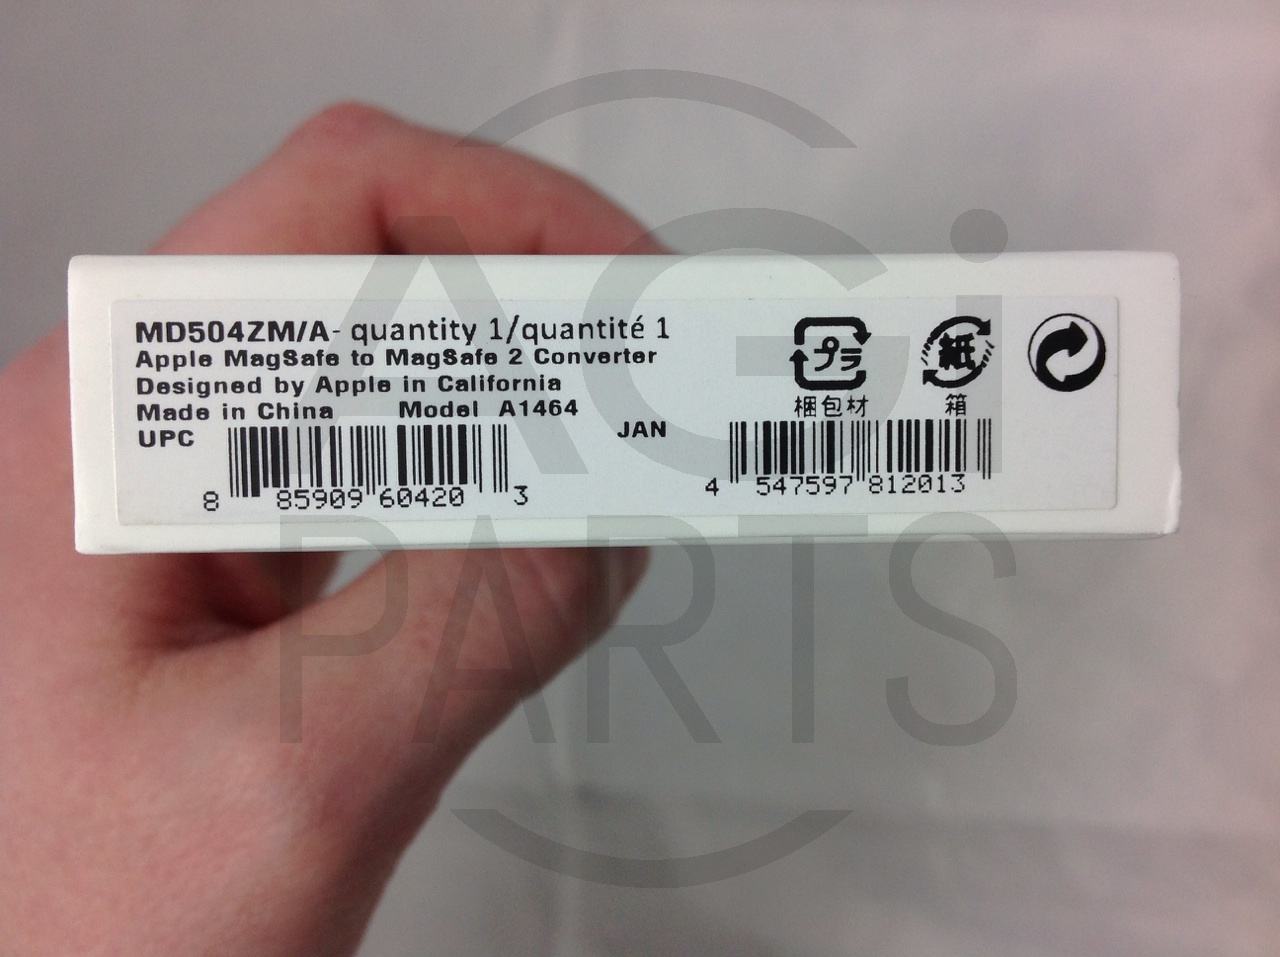 MD504ZM/A- quantity 1/quantité 1
Apple MagSafe to MagSafe 2 Converter
Designed by Apple in California
Made in China Model A1464
UPC
8 85909 60420 3
JAN
4 547597 812013
プラ
梱包材
紙
箱
AGi
PARTS